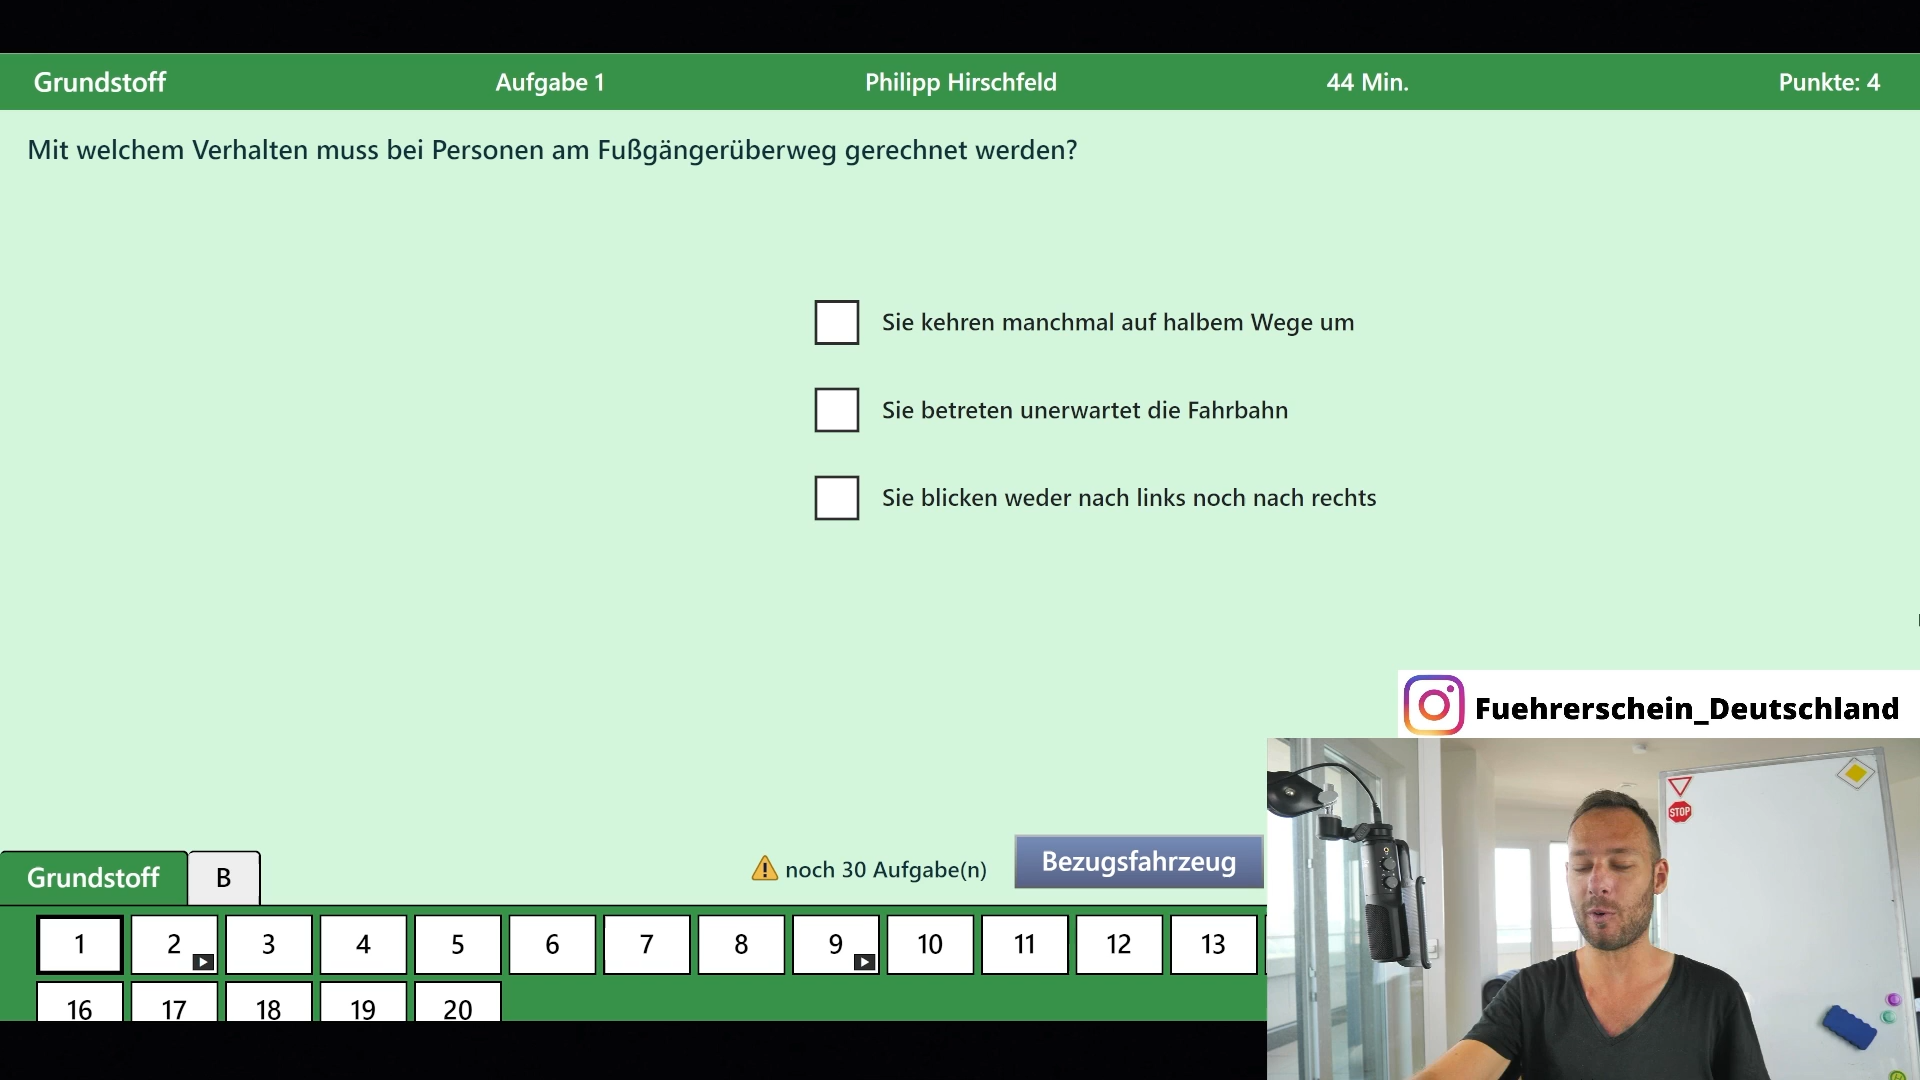 Grundstoff Aufgabe 1 Philipp Hirschfeld 44 Min. Punkte: 4
Mit welchem Verhalten muss bei Personen am Fußgängerüberweg gerechnet werden?
Sie kehren manchmal auf halbem Wege um
Sie betreten unerwartet die Fahrbahn
Sie blicken weder nach links noch nach rechts
Fuehrerschein_Deutschland
STOP
Grundstoff B noch 30 Aufgabe(n) Bezugsfahrzeug
1 2 3 4 5 6 7 8 9 10 11 12 13
16 17 18 19 20